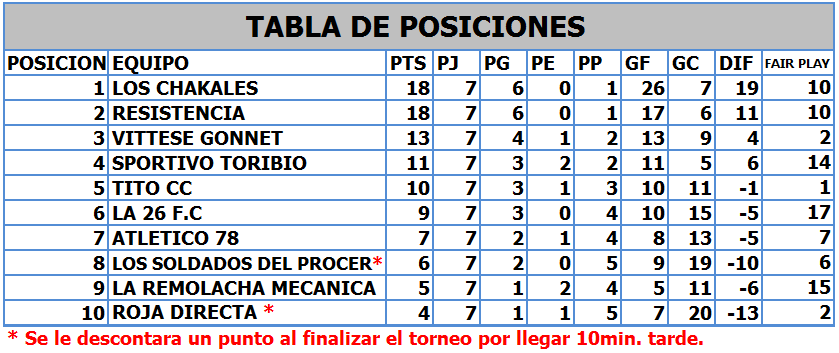 TABLA DE POSICIONES
POSICION EQUIPO PTS PJ PG PE PP GF GC DIF FAIR PLAY
1 LOS CHAKALES 18 7 6 0 1 26 7 19 10
2 RESISTENCIA 18 7 6 0 1 17 6 11 10
3 VITTESE GONNET 13 7 4 1 2 13 9 4 2
4 SPORTIVO TORIBIO 11 7 3 2 2 11 5 6 14
5 TITO CC 10 7 3 1 3 10 11 -1 1
6 LA 26 F.C 9 7 3 0 4 10 15 -5 17
7 ATLETICO 78 7 7 2 1 4 8 13 -5 7
8 LOS SOLDADOS DEL PROCER* 6 7 2 0 5 9 19 -10 6
9 LA REMOLACHA MECANICA 5 7 1 2 4 5 11 -6 15
10 ROJA DIRECTA * 4 7 1 1 5 7 20 -13 2
* Se le descontara un punto al finalizar el torneo por llegar 10min. tarde.